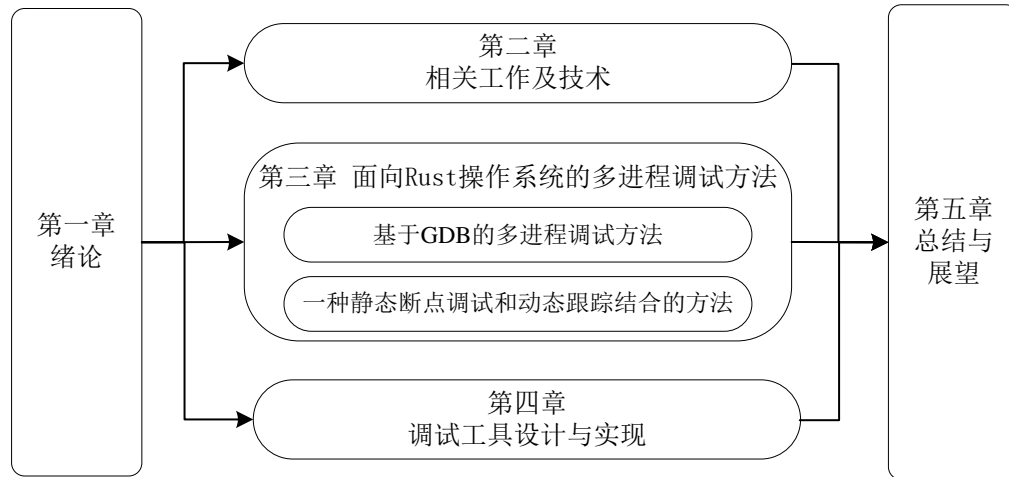 第一章
绪论
第二章
相关工作及技术
第三章 面向Rust操作系统的多进程调试方法
基于GDB的多进程调试方法
一种静态断点调试和动态跟踪结合的方法
第四章
调试工具设计与实现
第五章
总结与
展望